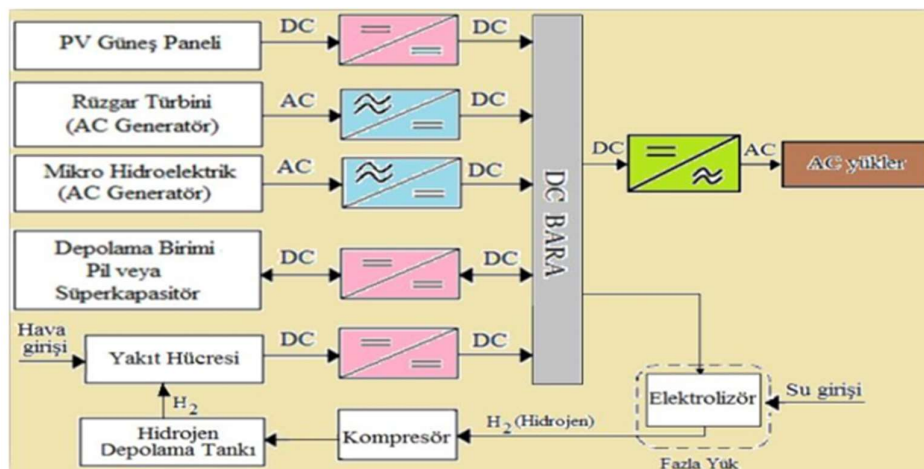 PV Güneş Paneli
DC
DC
Rüzgar Türbini
(AC Generatör)
AC
DC
Mikro Hidroelektrik
(AC Generatör)
AC
DC
Depolama Birimi
Pil veya
Süperkapasitör
DC
DC
Hava
girişi
Yakıt Hücresi
DC
DC
H2
Hidrojen
Depolama Tankı
Kompresör
H2 (Hidrojen)
DC BARA
DC
AC
AC yükler
Elektrolizör
Su girişi
Fazla Yük